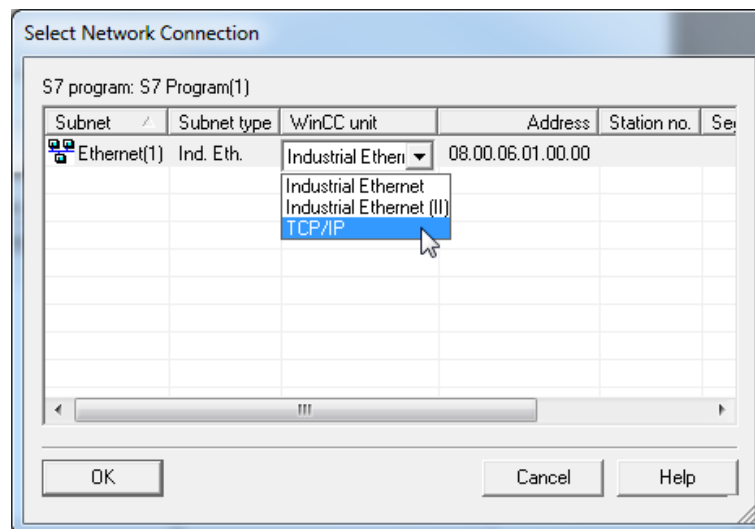 Select Network Connection
S7 program: S7 Program(1)
Subnet Subnet type WinCC unit Address Station no. Seg
Ethernet(1) Ind. Eth. Industrial Ethern 08.00.06.01.00.00
Industrial Ethernet
Industrial Ethernet (II)
TCP/IP
OK Cancel Help